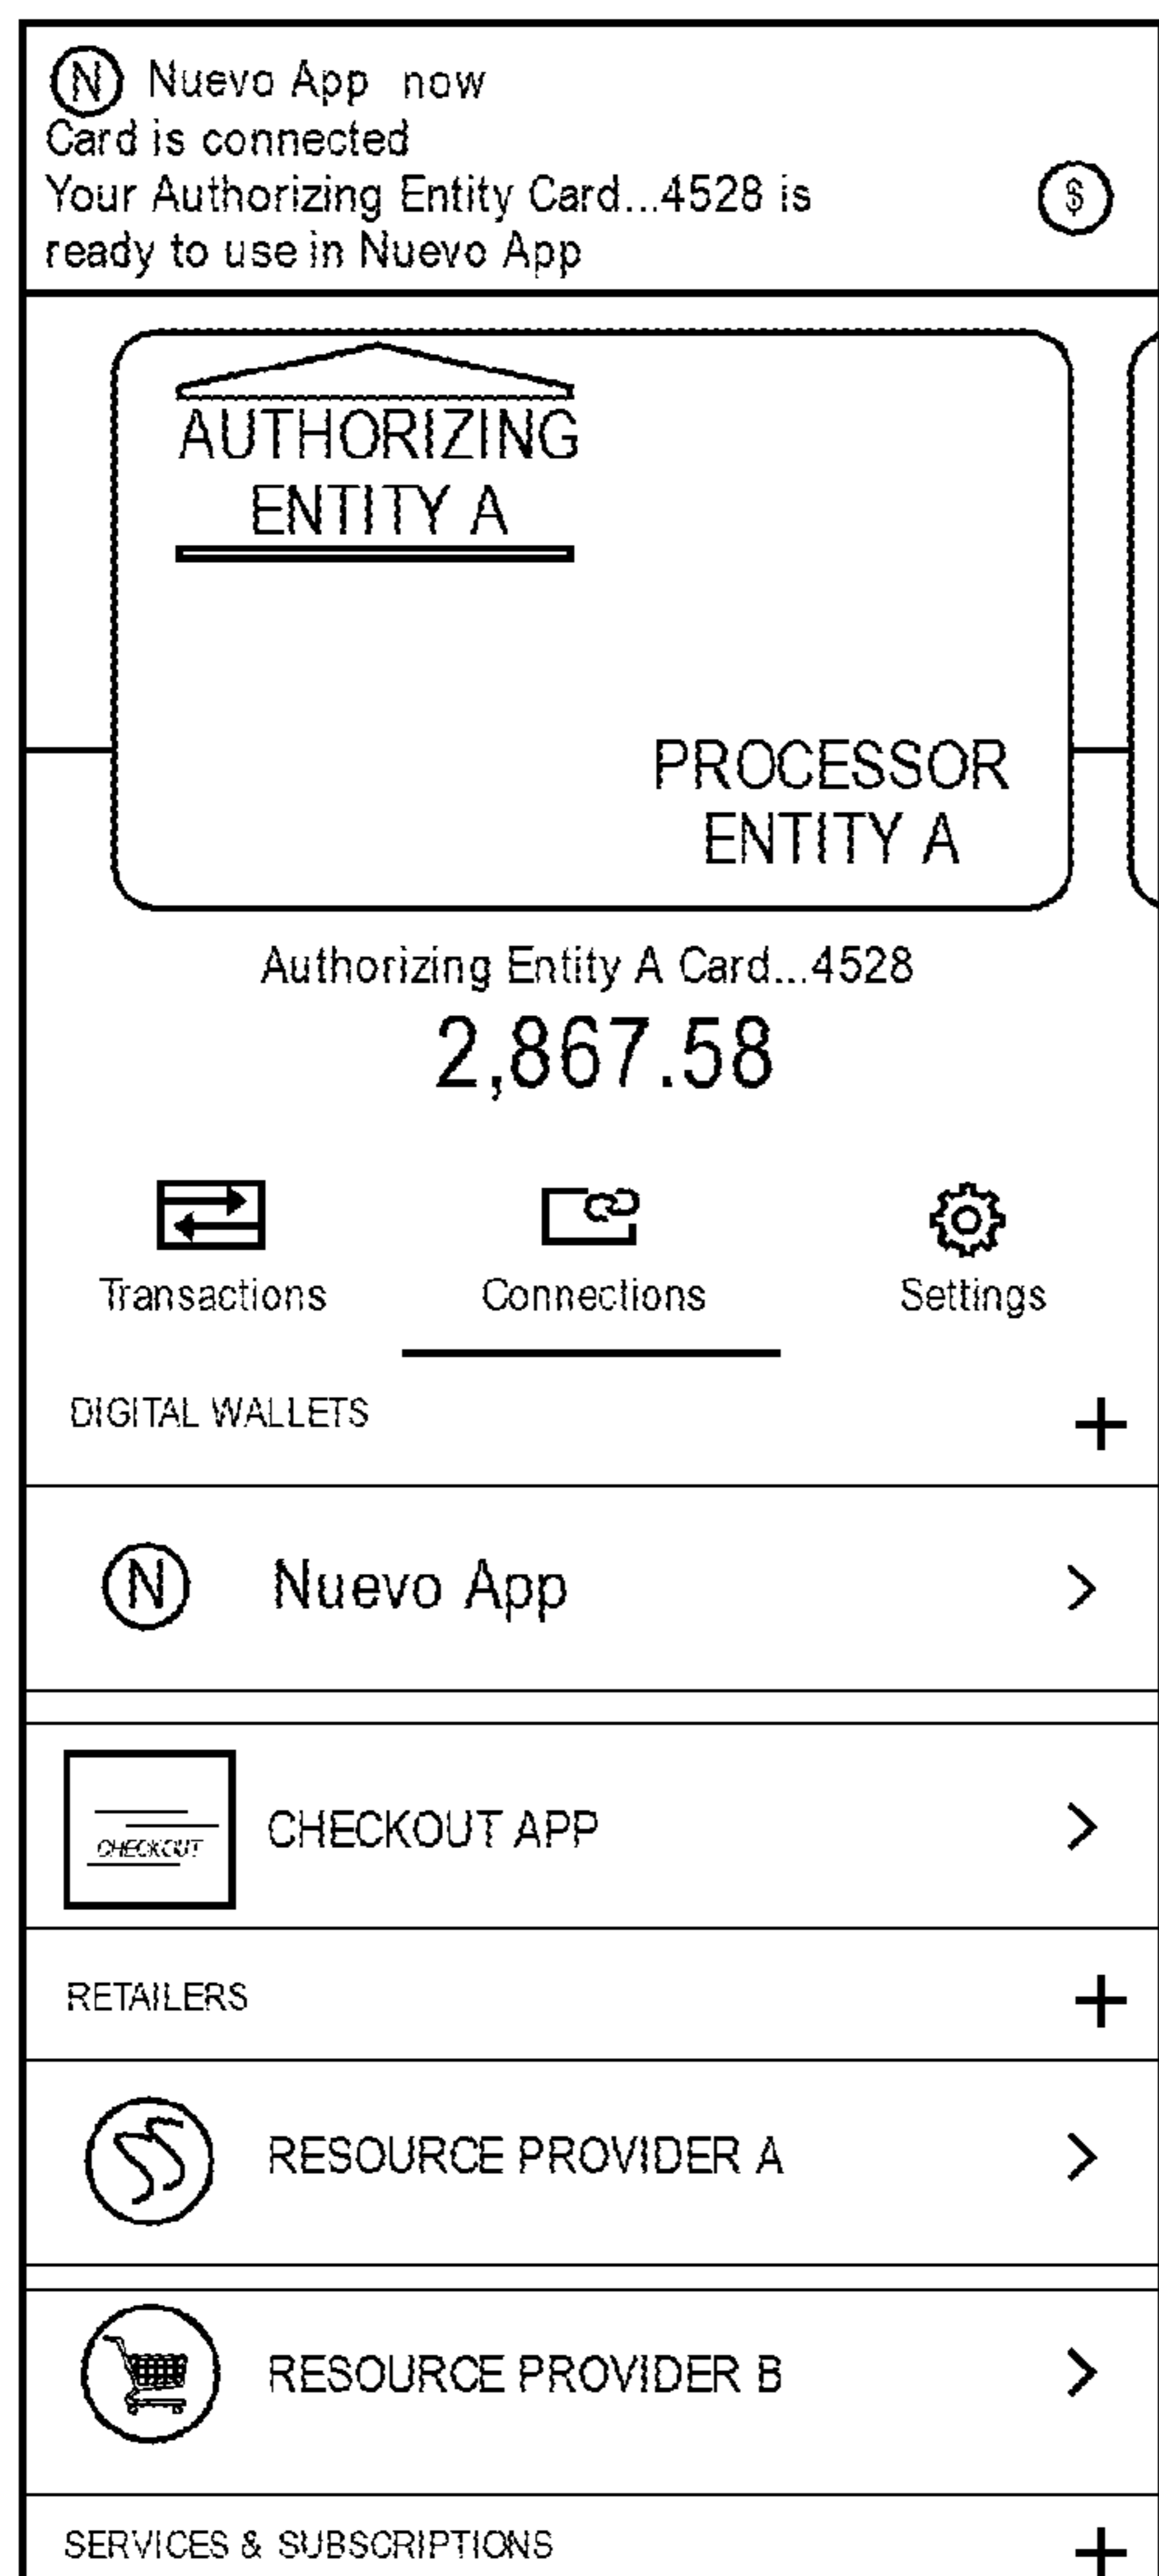 N Nuevo App now
Card is connected
Your Authorizing Entity Card...4528 is
ready to use in Nuevo App
$
AUTHORIZING
ENTITY A
PROCESSOR
ENTITY A
Authorizing Entity A Card...4528
2,867.58
Transactions Connections Settings
DIGITAL WALLETS +
N Nuevo App >
CHECKOUT CHECKOUT APP >
RETAILERS +
RESOURCE PROVIDER A >
RESOURCE PROVIDER B >
SERVICES & SUBSCRIPTIONS +